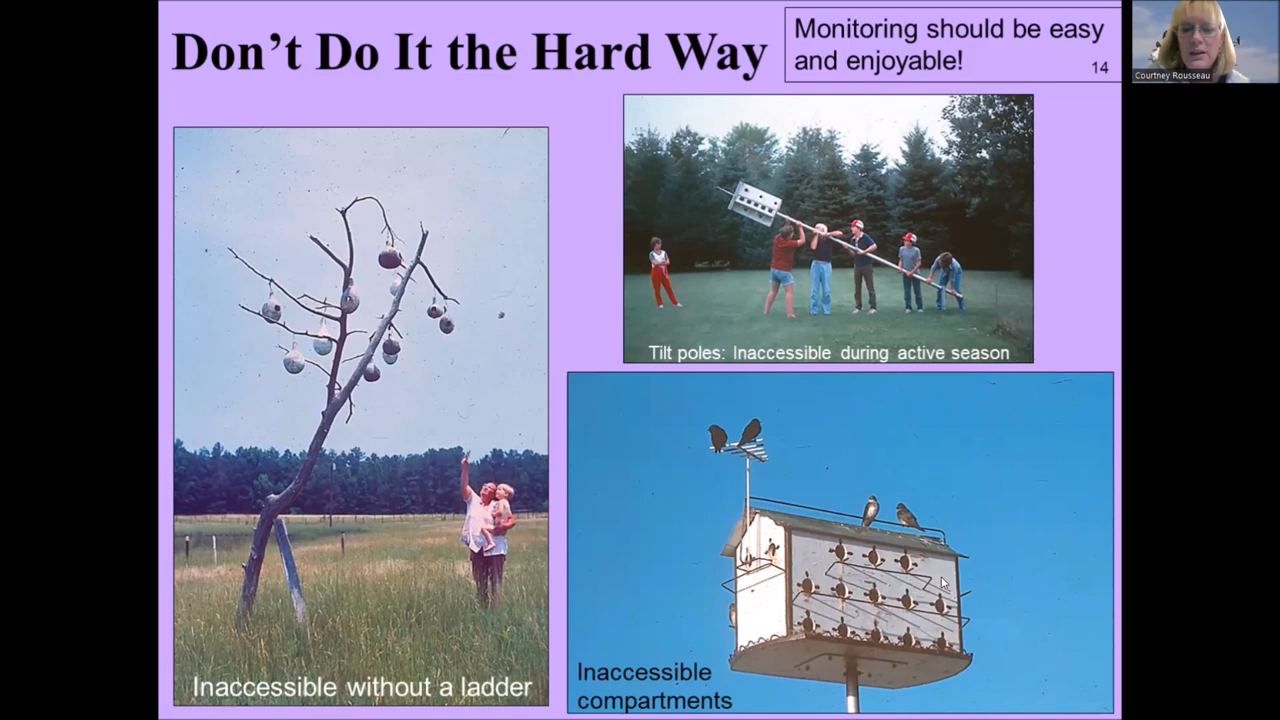 Don't Do It the Hard Way
Monitoring should be easy
and enjoyable!
14
Courtney Rousseau
Tilt poles: Inaccessible during active season
Inaccessible without a ladder
Inaccessible
compartments